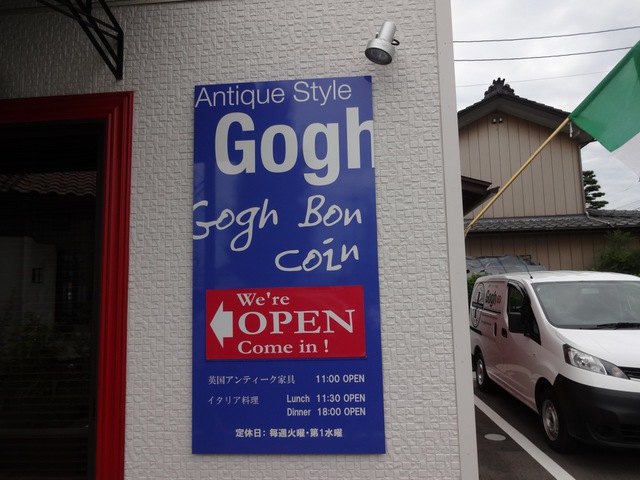 Antique Style
Gogh
Gogh Bon
coin
We're
OPEN
Come in !
英国アンティーク家具 11:00 OPEN
イタリア料理 Lunch 11:30 OPEN
Dinner 18:00 OPEN
定休日：毎週火曜・第1水曜
Gogh